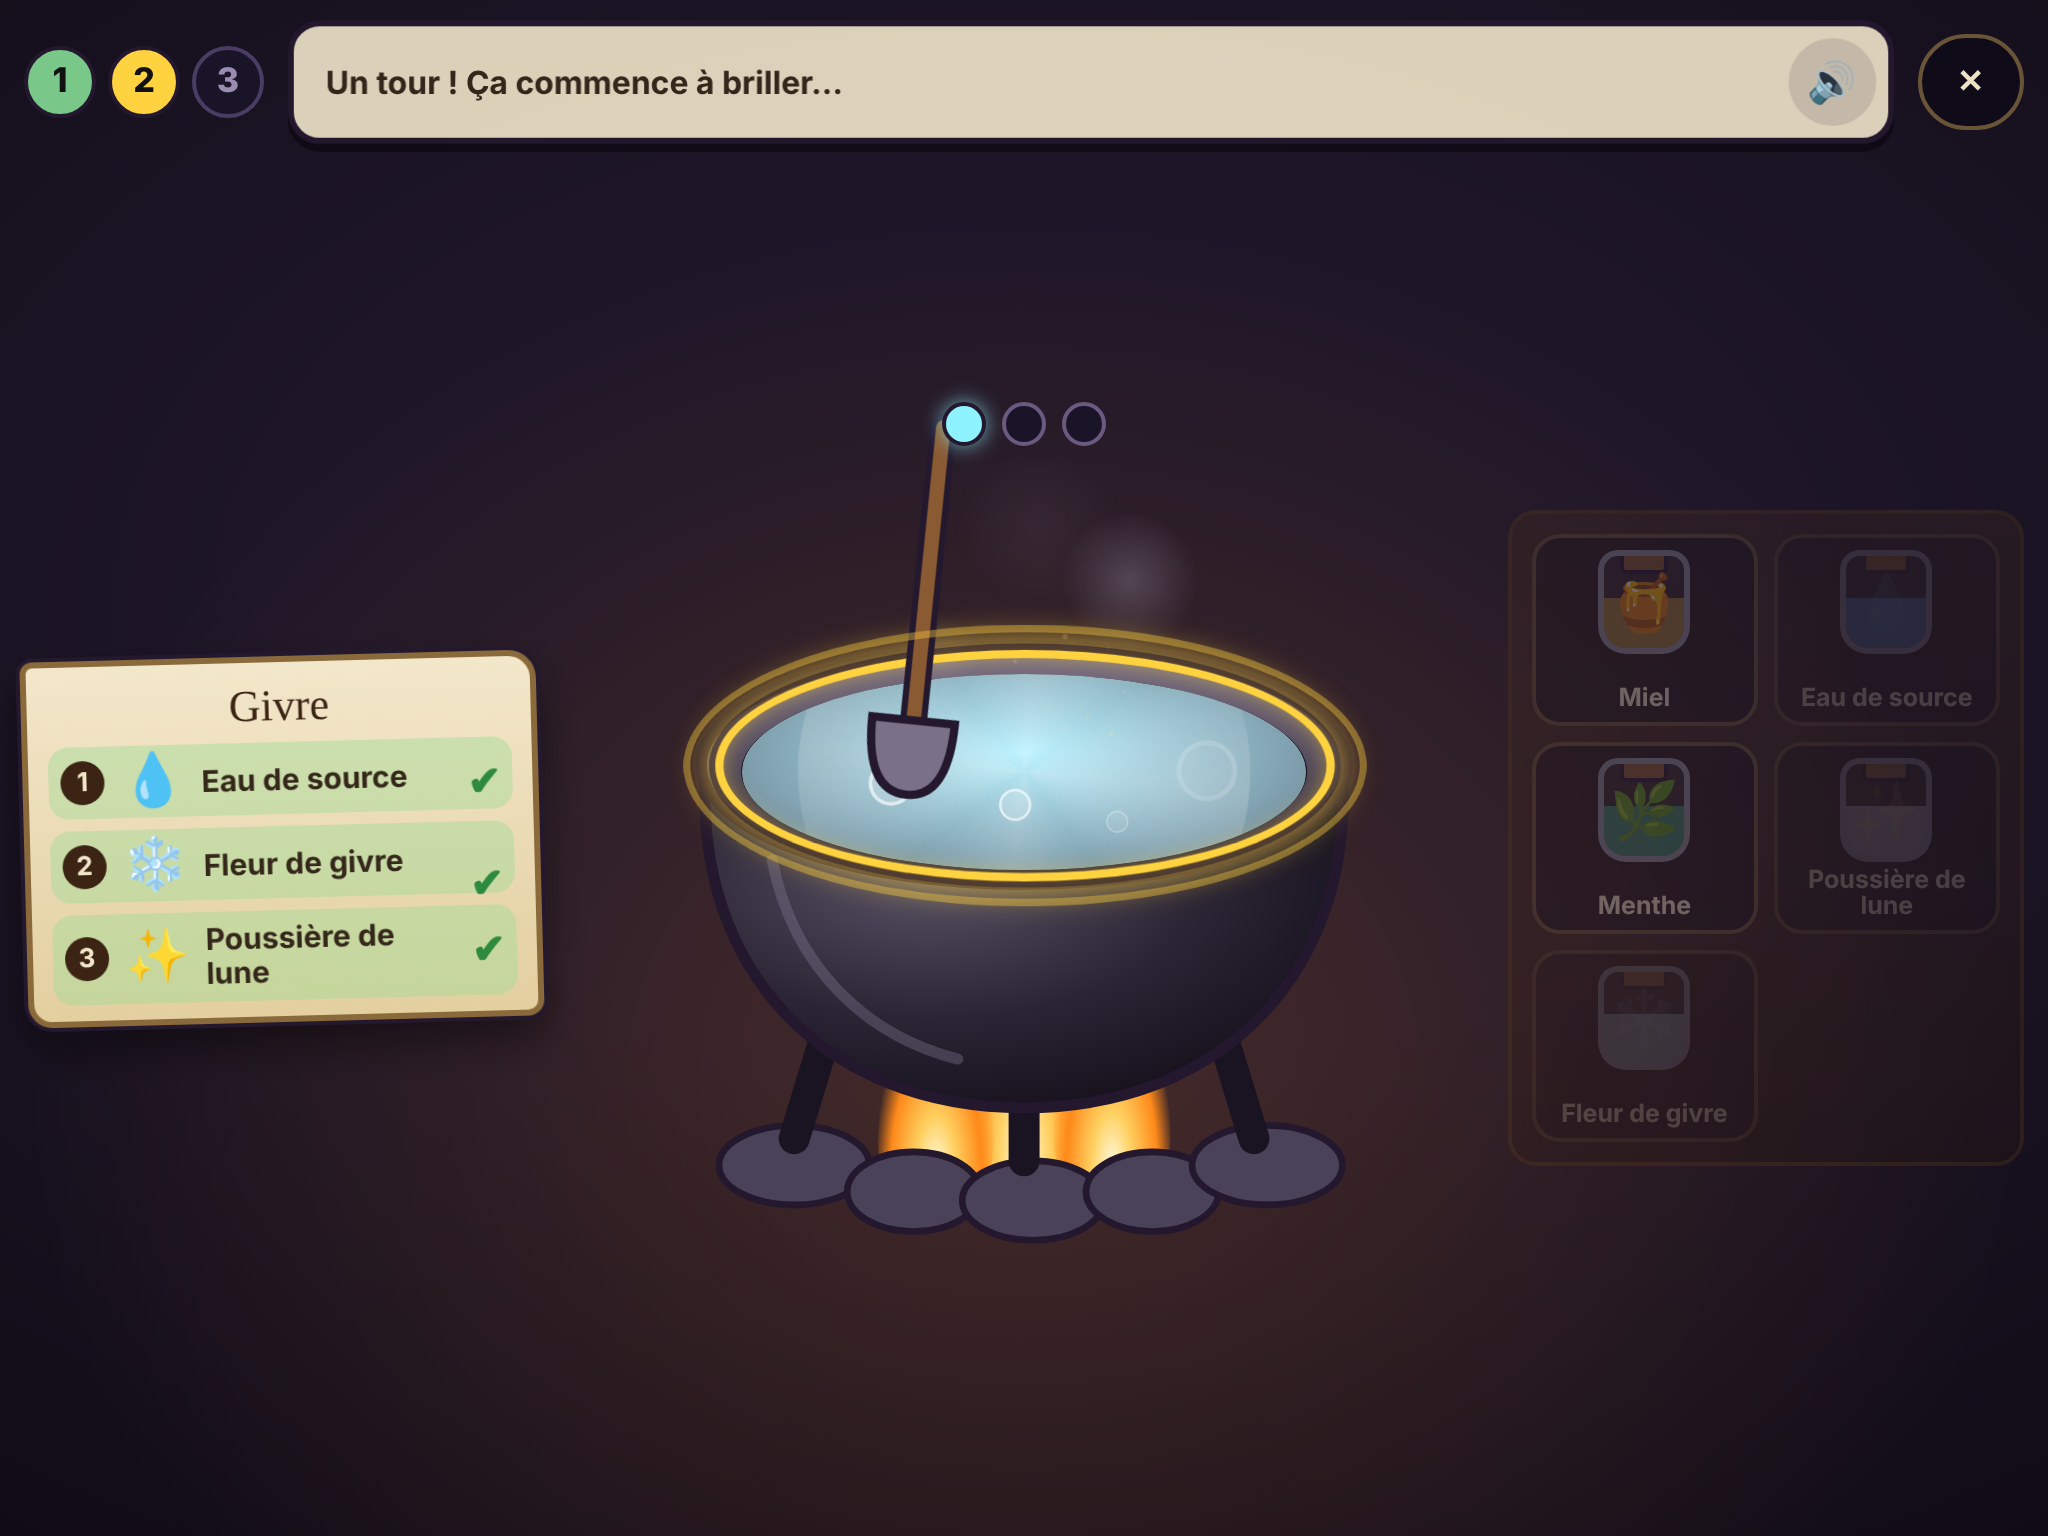 1 2 3
Un tour ! Ça commence à briller...
×
Givre
1 Eau de source ✔
2 Fleur de givre ✔
3 Poussière de
lune ✔
Miel
Eau de source
Menthe
Poussière de
lune
Fleur de givre